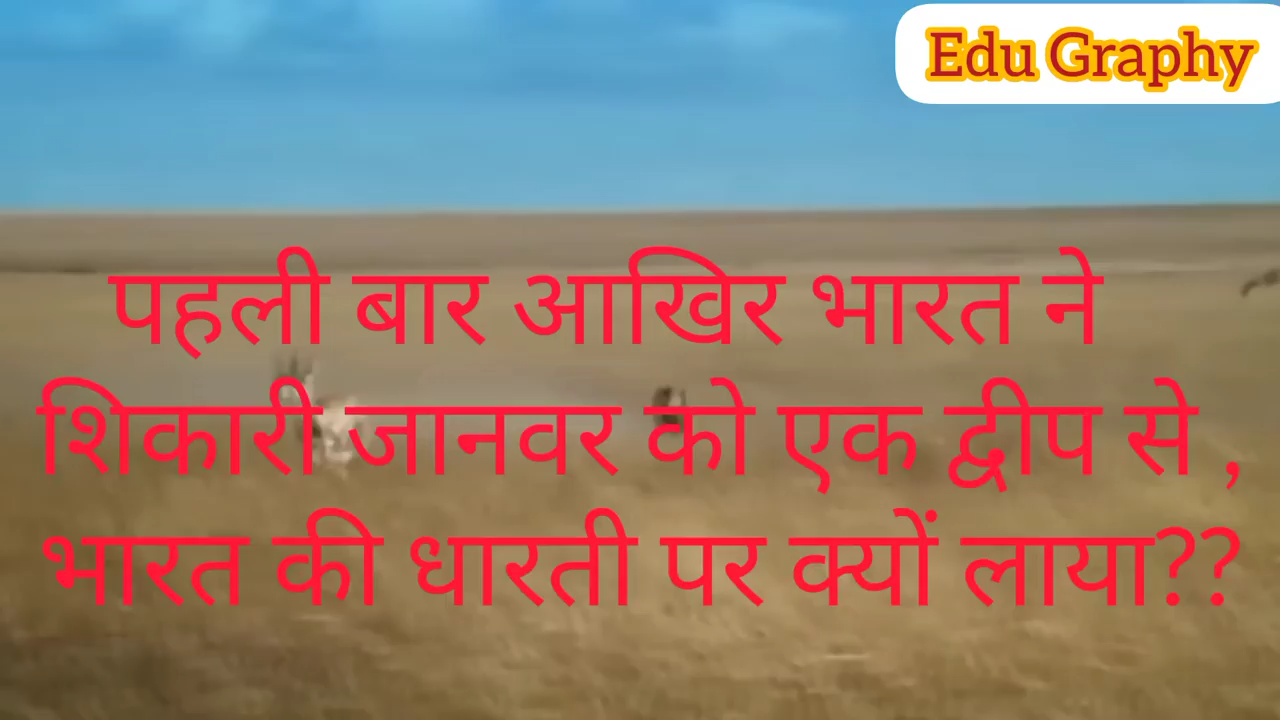 Edu Graphy
पहली बार आखिर भारत ने
शिकारी जानवर को एक द्वीप से ,
भारत की धारती पर क्यों लाया??